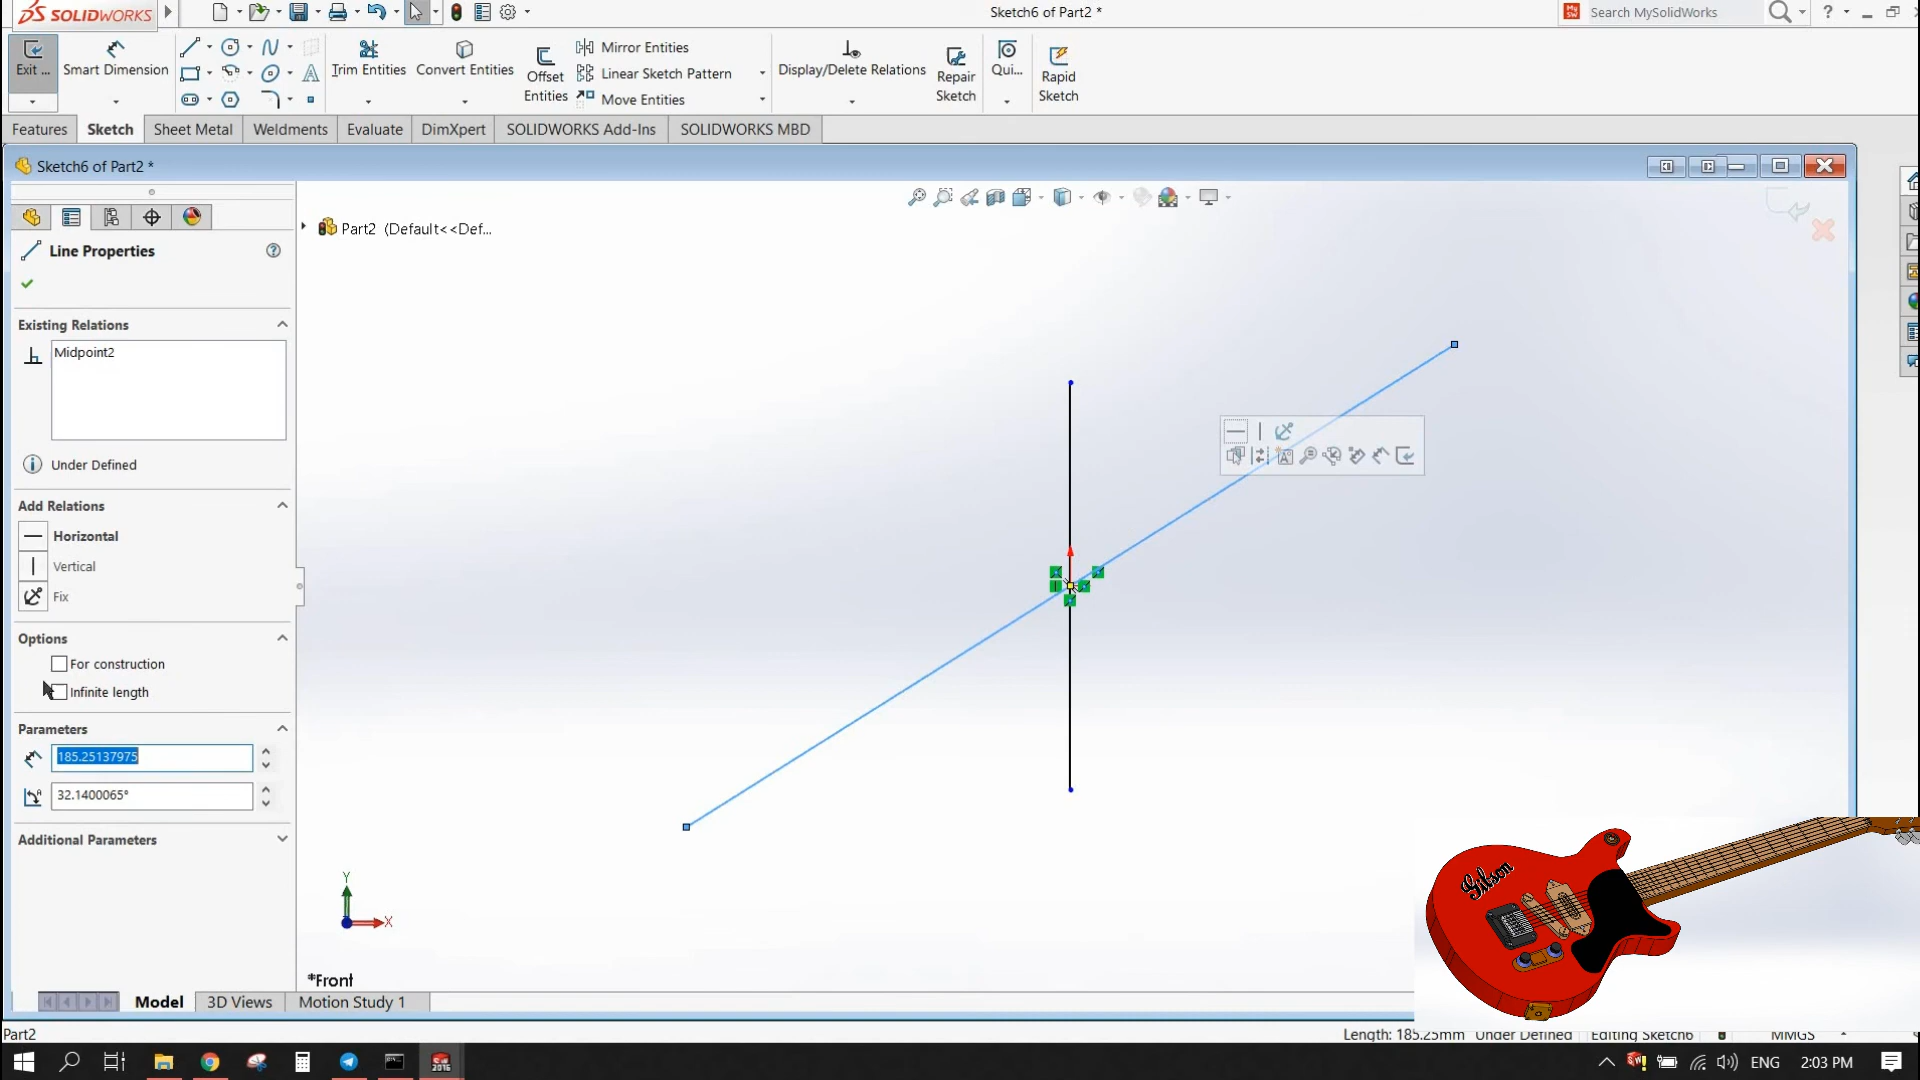 SOLIDWORKS
Sketch6 of Part2 *
Search MySolidWorks
?
Exit ...
Smart Dimension
Trim Entities
Convert Entities
Offset
Entities
Mirror Entities
Linear Sketch Pattern
Move Entities
Display/Delete Relations
Repair
Sketch
Qui...
Rapid
Sketch
Features
Sketch
Sheet Metal
Weldments
Evaluate
DimXpert
SOLIDWORKS Add-Ins
SOLIDWORKS MBD
Sketch6 of Part2 *
Part2 (Default<<Def...
Line Properties
?
Existing Relations
Midpoint2
Under Defined
Add Relations
Horizontal
Vertical
Fix
Options
For construction
Infinite length
Parameters
185.25137975
32.1400065°
Additional Parameters
Y
X
*Front
Gibson
Model
3D Views
Motion Study 1
Part2
Length: 185.25mm
Under Defined
Editing Sketch6
MMGS
ENG
2:03 PM